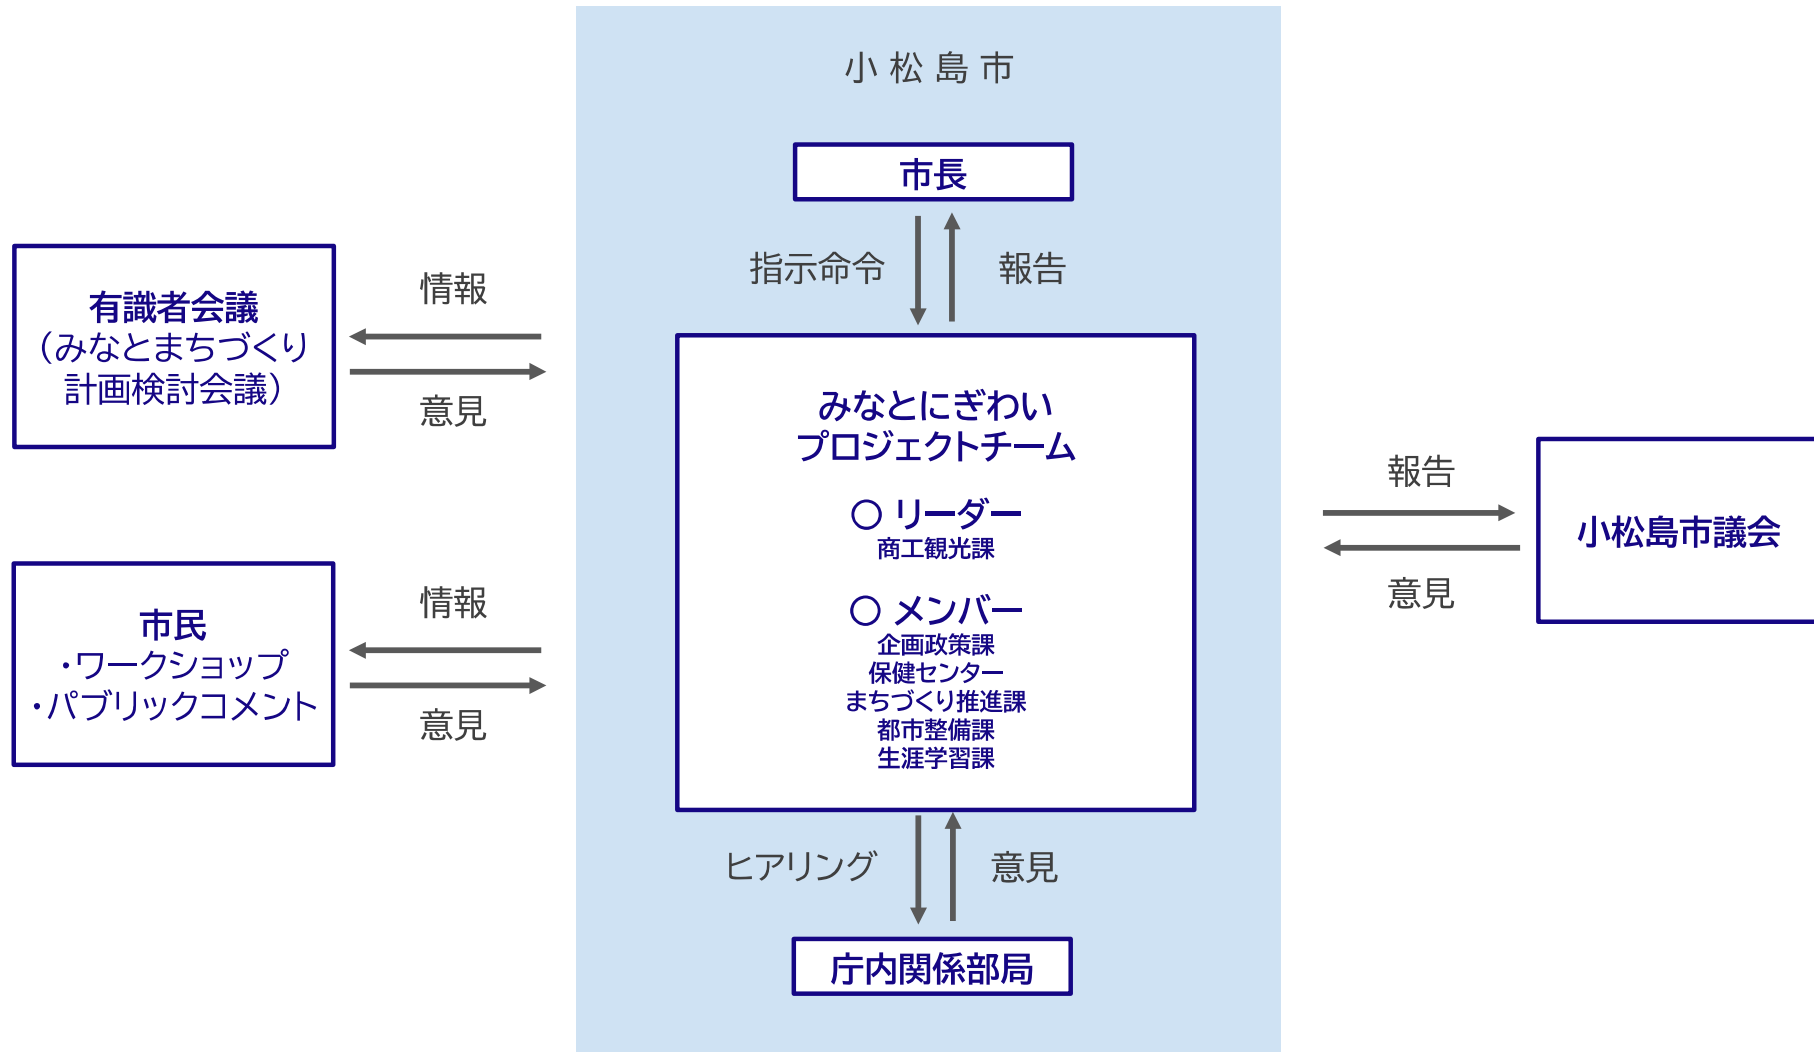 小松島市
市長
指示命令
報告
有識者会議
（みなとまちづくり
計画検討会議）
情報
意見
市民
・ワークショップ
・パブリックコメント
情報
意見
みなとにぎわい
プロジェクトチーム
○ リーダー
商工観光課
○ メンバー
企画政策課
保健センター
まちづくり推進課
都市整備課
生涯学習課
報告
意見
小松島市議会
ヒアリング
意見
庁内関係部局